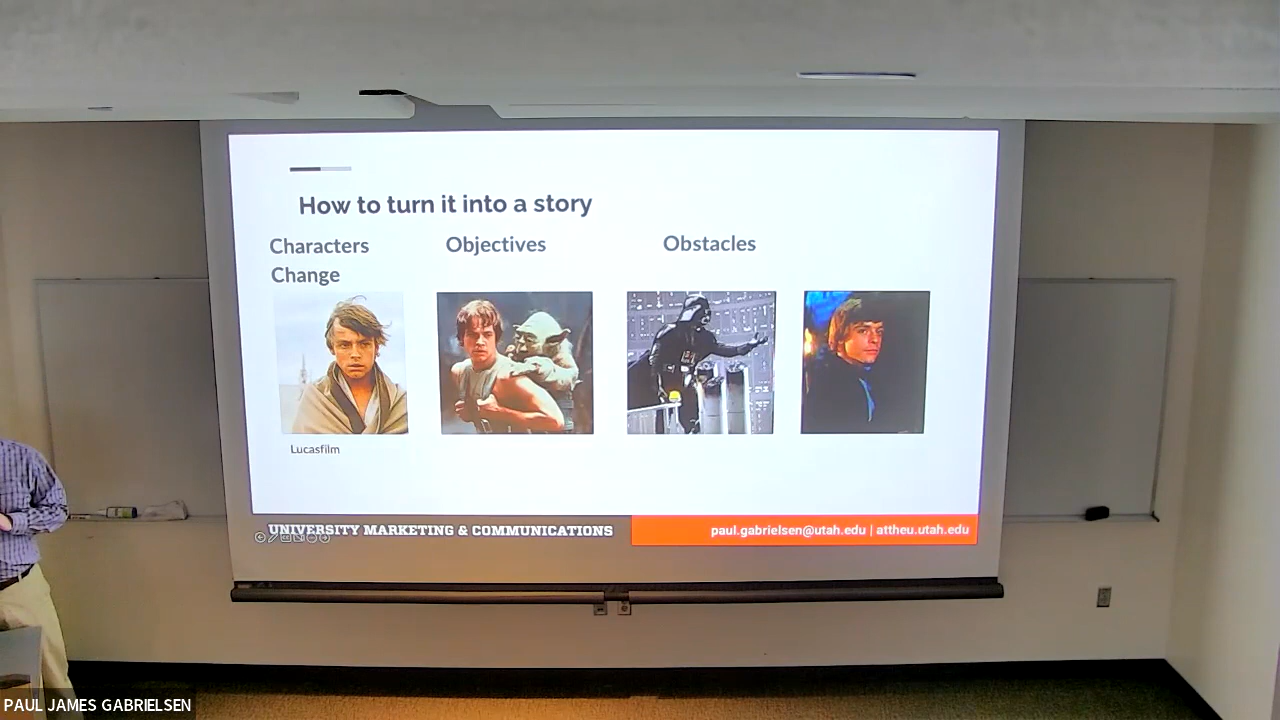 How to turn it into a story
Characters Objectives Obstacles
Change
Lucasfilm
UNIVERSITY MARKETING & COMMUNICATIONS
paul.gabrielsen@utah.edu | attheu.utah.edu
PAUL JAMES GABRIELSEN